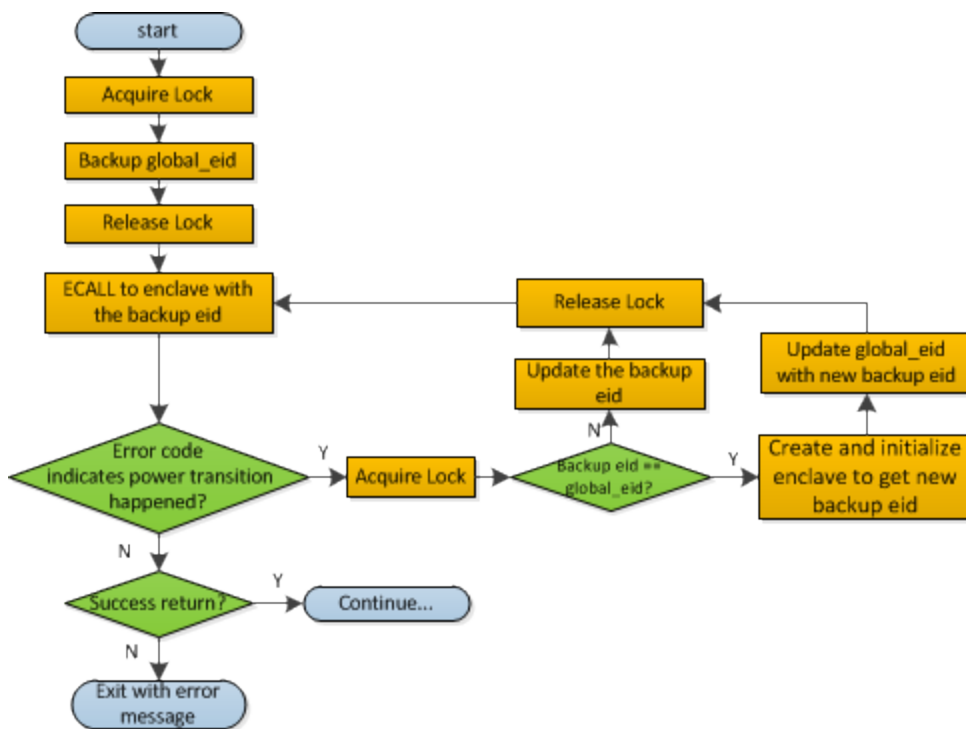 start
Acquire Lock
Backup global_eid
Release Lock
ECALL to enclave with
the backup eid
Release Lock
Update the backup
eid
Update global_eid
with new backup eid
N
Error code
indicates power transition
happened?
Y
Acquire Lock
Backup eid ==
global_eid?
Y
Create and initialize
enclave to get new
backup eid
N
Success return?
Y
Continue...
N
Exit with error
message